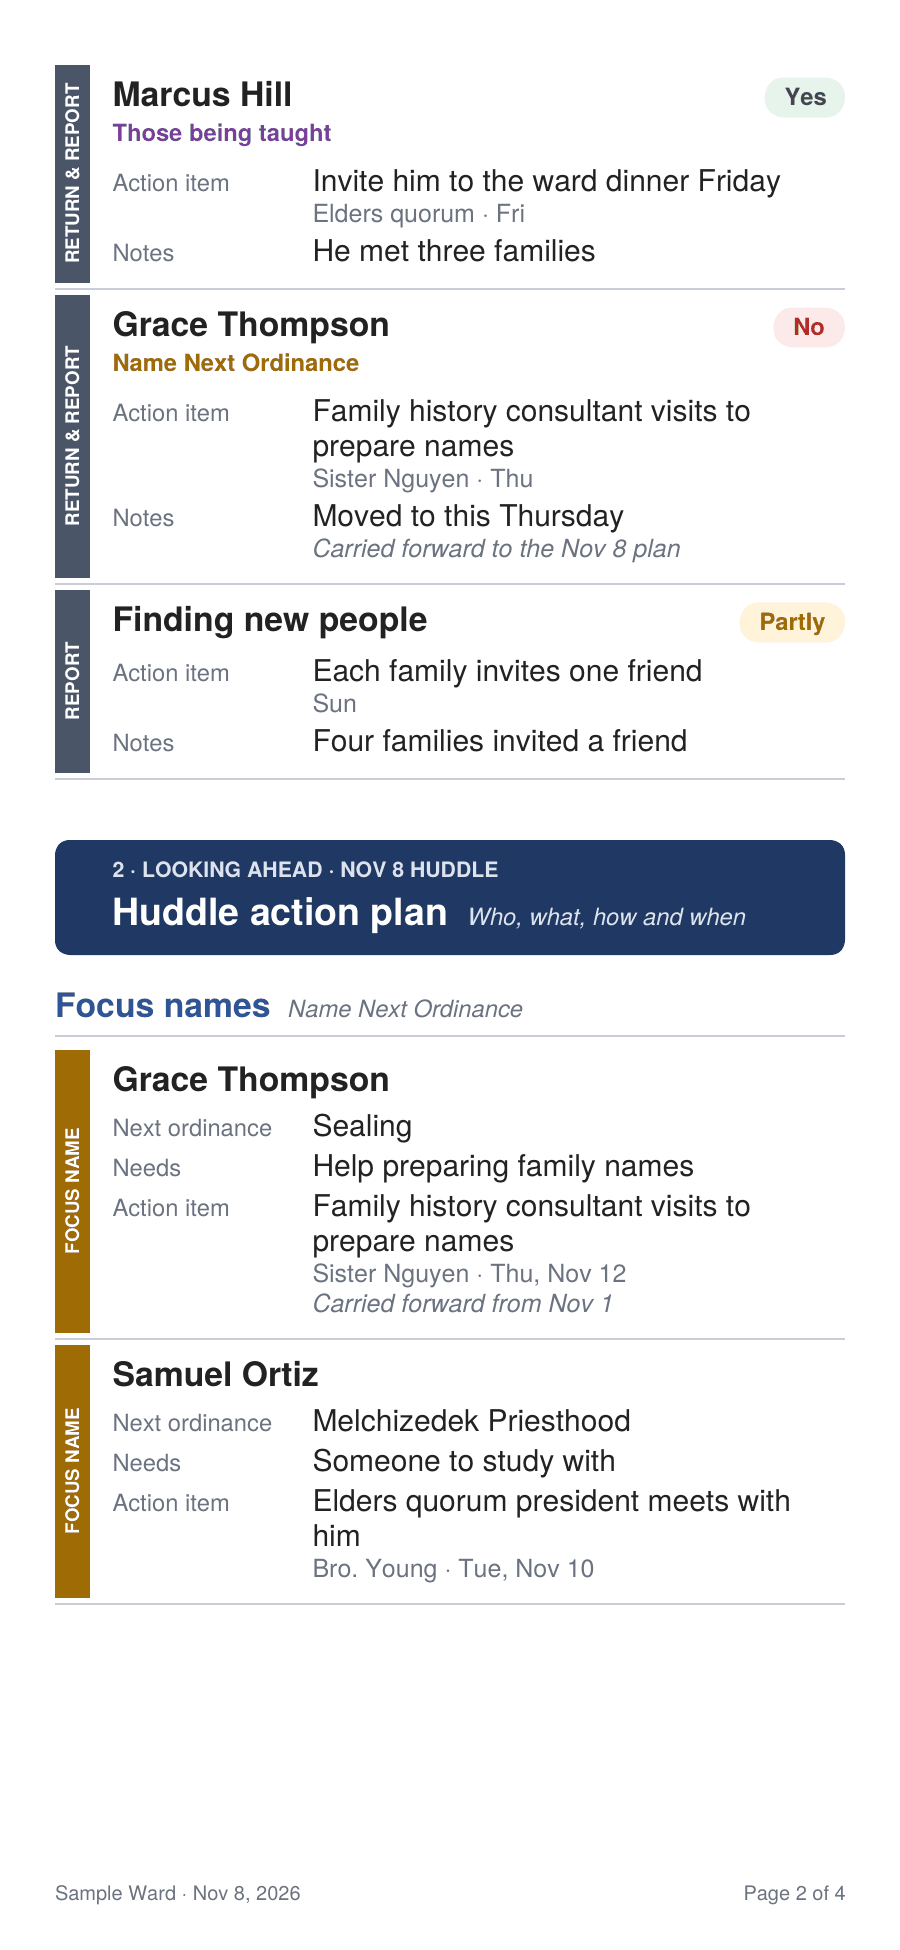 RETURN & REPORT
Marcus Hill
Yes
Those being taught
Action item
Invite him to the ward dinner Friday
Elders quorum · Fri
Notes
He met three families
RETURN & REPORT
Grace Thompson
No
Name Next Ordinance
Action item
Family history consultant visits to
prepare names
Sister Nguyen · Thu
Notes
Moved to this Thursday
Carried forward to the Nov 8 plan
REPORT
Finding new people
Partly
Action item
Each family invites one friend
Sun
Notes
Four families invited a friend
2 · LOOKING AHEAD · NOV 8 HUDDLE
Huddle action plan Who, what, how and when
Focus names Name Next Ordinance
FOCUS NAME
Grace Thompson
Next ordinance
Sealing
Needs
Help preparing family names
Action item
Family history consultant visits to
prepare names
Sister Nguyen · Thu, Nov 12
Carried forward from Nov 1
FOCUS NAME
Samuel Ortiz
Next ordinance
Melchizedek Priesthood
Needs
Someone to study with
Action item
Elders quorum president meets with
him
Bro. Young · Tue, Nov 10
Sample Ward · Nov 8, 2026
Page 2 of 4